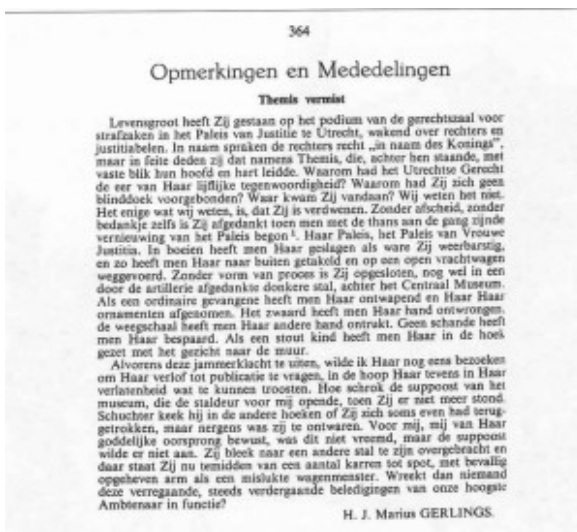 364
Opmerkingen en Mededelingen
Themis vermist
Levensgroot heeft Zij gestaan op het podium van de gerechtszaal voor
strafzaken in het Paleis van Justitie te Utrecht, wakend over rechters en
justitiabelen. In naam spraken de rechters recht „in naam des Konings”,
maar in feite deden zij dat namens Themis, die, achter hen staande, met
vaste blik hun hoofd en hart leidde. Waarom had het Utrechtse Gerecht
de eer van Haar lijflijke tegenwoordigheid? Waarom had Zij zich geen
blinddoek voorgebonden? Waar kwam Zij vandaan? Wij weten het niet.
Het enige wat wij weten, is, dat Zij is verdwenen. Zonder afscheid, zonder
bedankje zelfs is Zij afgedankt toen men met de thans aan de gang zijnde
vernieuwing van het Paleis begon. Haar Paleis, het Paleis van Vrouwe
Justitia. In boeien heeft men Haar geslagen als ware Zij weerbarstig,
en zo heeft men Haar naar buiten getakeld en op een open vrachtwagen
weggevoerd. Zonder vorm van proces is Zij opgesloten, nog wel in een
door de artillerie afgedankte donkere stal, achter het Centraal Museum.
Als een ordinaire gevangene heeft men Haar ontwapend en Haar Haar
ornamenten afgenomen. Het zwaard heeft men Haar hand ontwrongen,
de weegschaal heeft men Haar andere hand ontrukt. Geen schande heeft
men Haar bespaard. Als een stout kind heeft men Haar in de hoek
gezet met het gezicht naar de muur.
Alvorens deze jammerklacht te uiten, wilde ik Haar nog eens bezoeken
om Haar verlof tot publicatie te vragen, in de hoop Haar tevens in Haar
verlatenheid wat te kunnen troosten. Hoe schrok de suppoost van het
museum, die de staldeur voor mij opende, toen Zij er niet meer stond.
Schuchter keek hij in de andere hoeken of Zij zich soms even had terug-
getrokken, maar nergens was zij te ontwaren. Voor mij, mij van Haar
goddelijke oorsprong bewust, was dit niet vreemd, maar de suppoost
wilde er niet aan. Zij bleek naar een andere stal te zijn overgebracht en
daar staat Zij nu temidden van een aantal karren tot spot, met bevallig
opgeheven arm als een mislukte wagenmenster. Wreekt dan niemand
deze verregaande, steeds verdergaande beledigingen van onze hoogste
Ambtenaar in functie?
H. J. Marius GERLINGS.